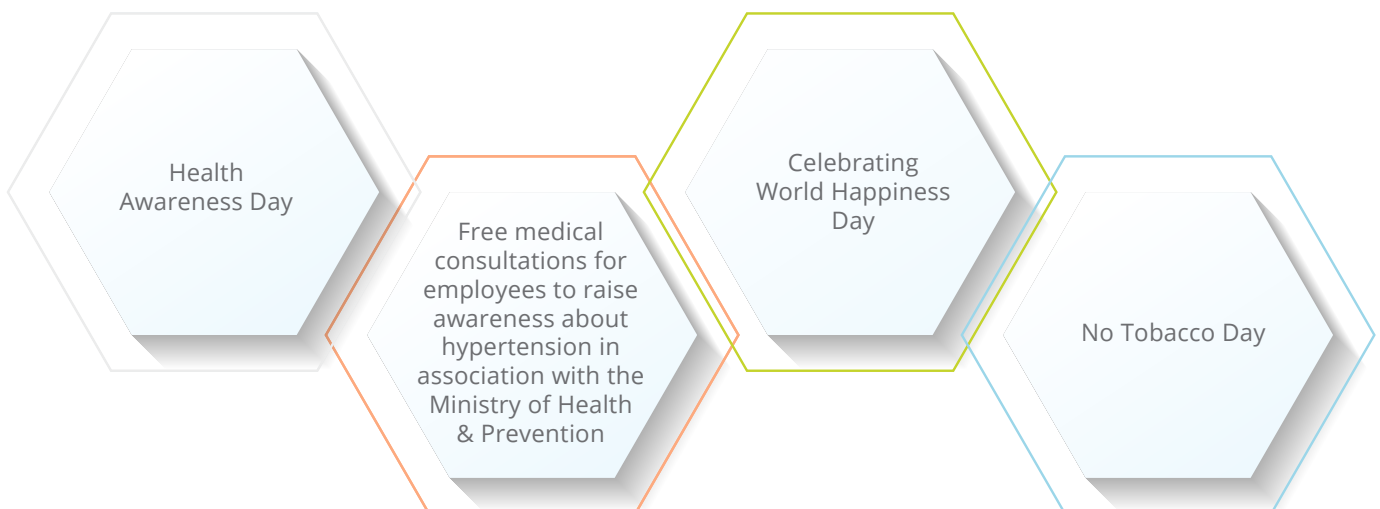 Health
Awareness Day
Free medical
consultations for
employees to raise
awareness about
hypertension in
association with the
Ministry of Health
& Prevention
Celebrating
World Happiness
Day
No Tobacco Day